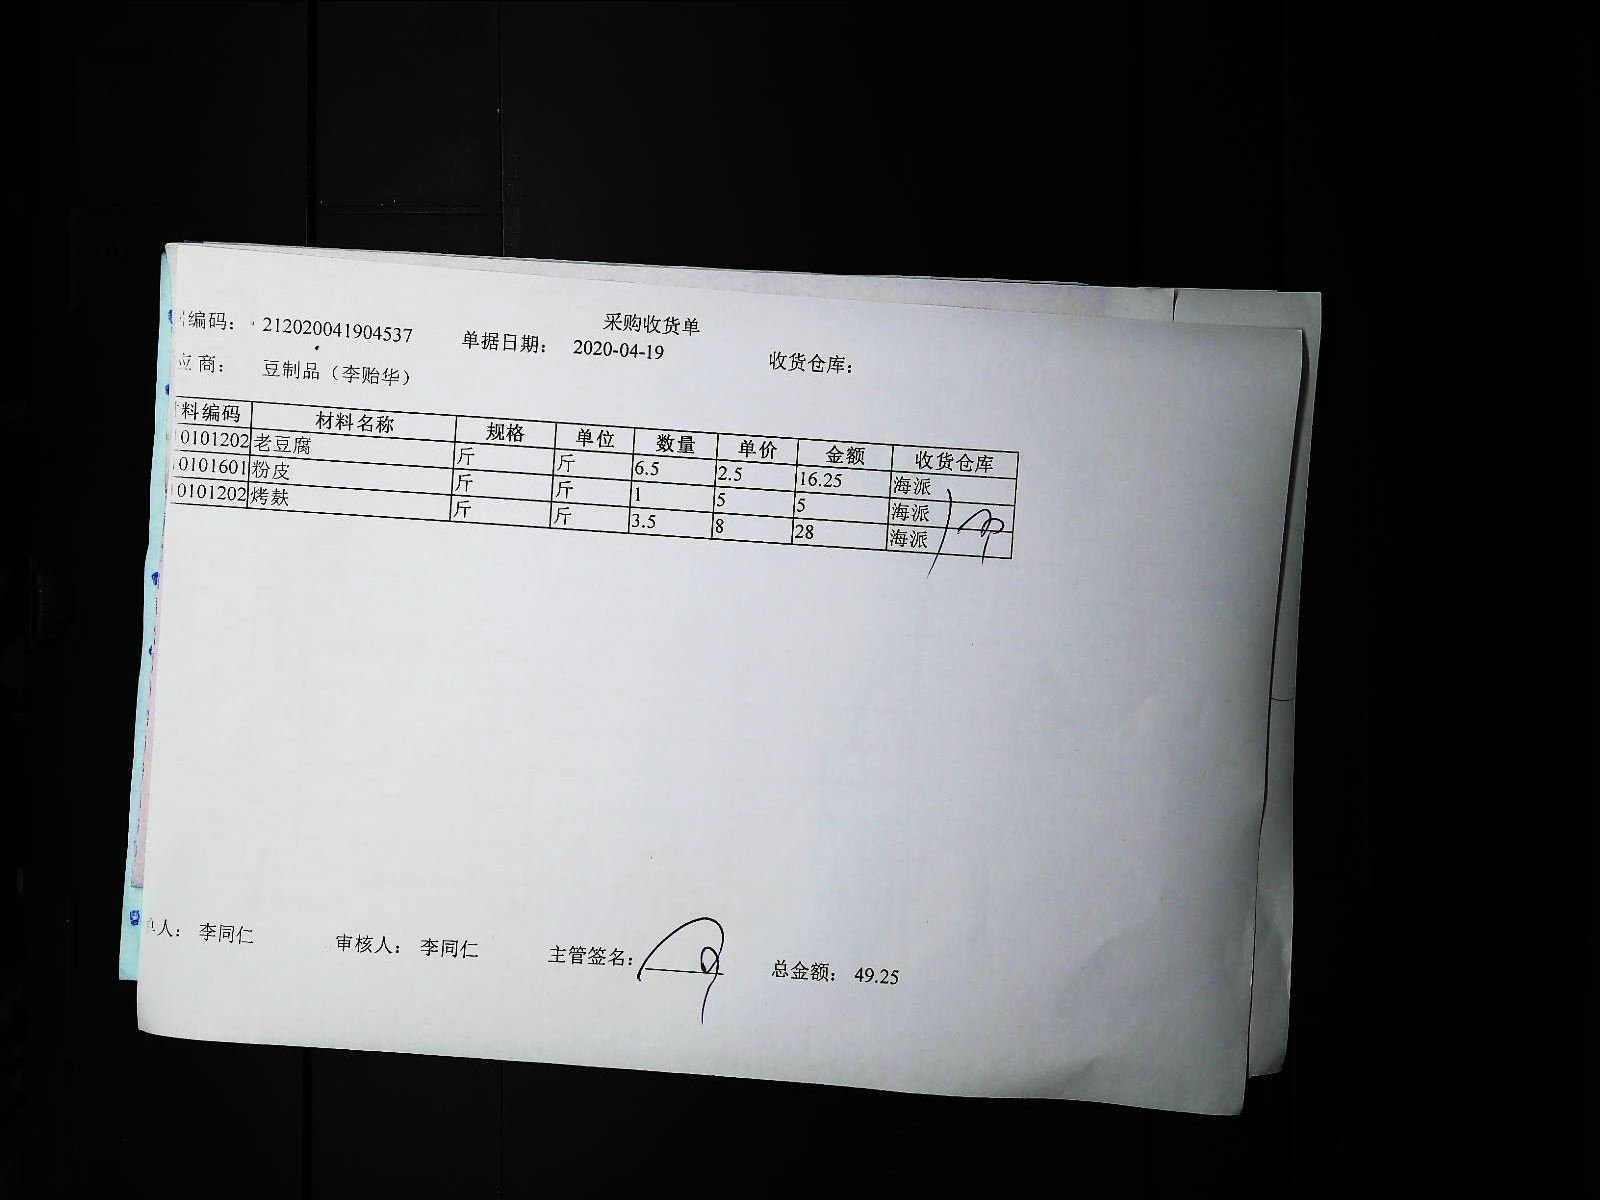 采购收货单
编码： 212020041904537 单据日期： 2020-04-19 收货仓库：
应商： 豆制品（李贻华）
料编码 材料名称 规格 单位 数量 单价 金额 收货仓库
0101202 老豆腐 斤 斤 6.5 2.5 16.25 海派
0101601 粉皮 斤 斤 1 5 5 海派
0101202 烤麸 斤 斤 3.5 8 28 海派
人： 李同仁 审核人： 李同仁 主管签名： 总金额： 49.25